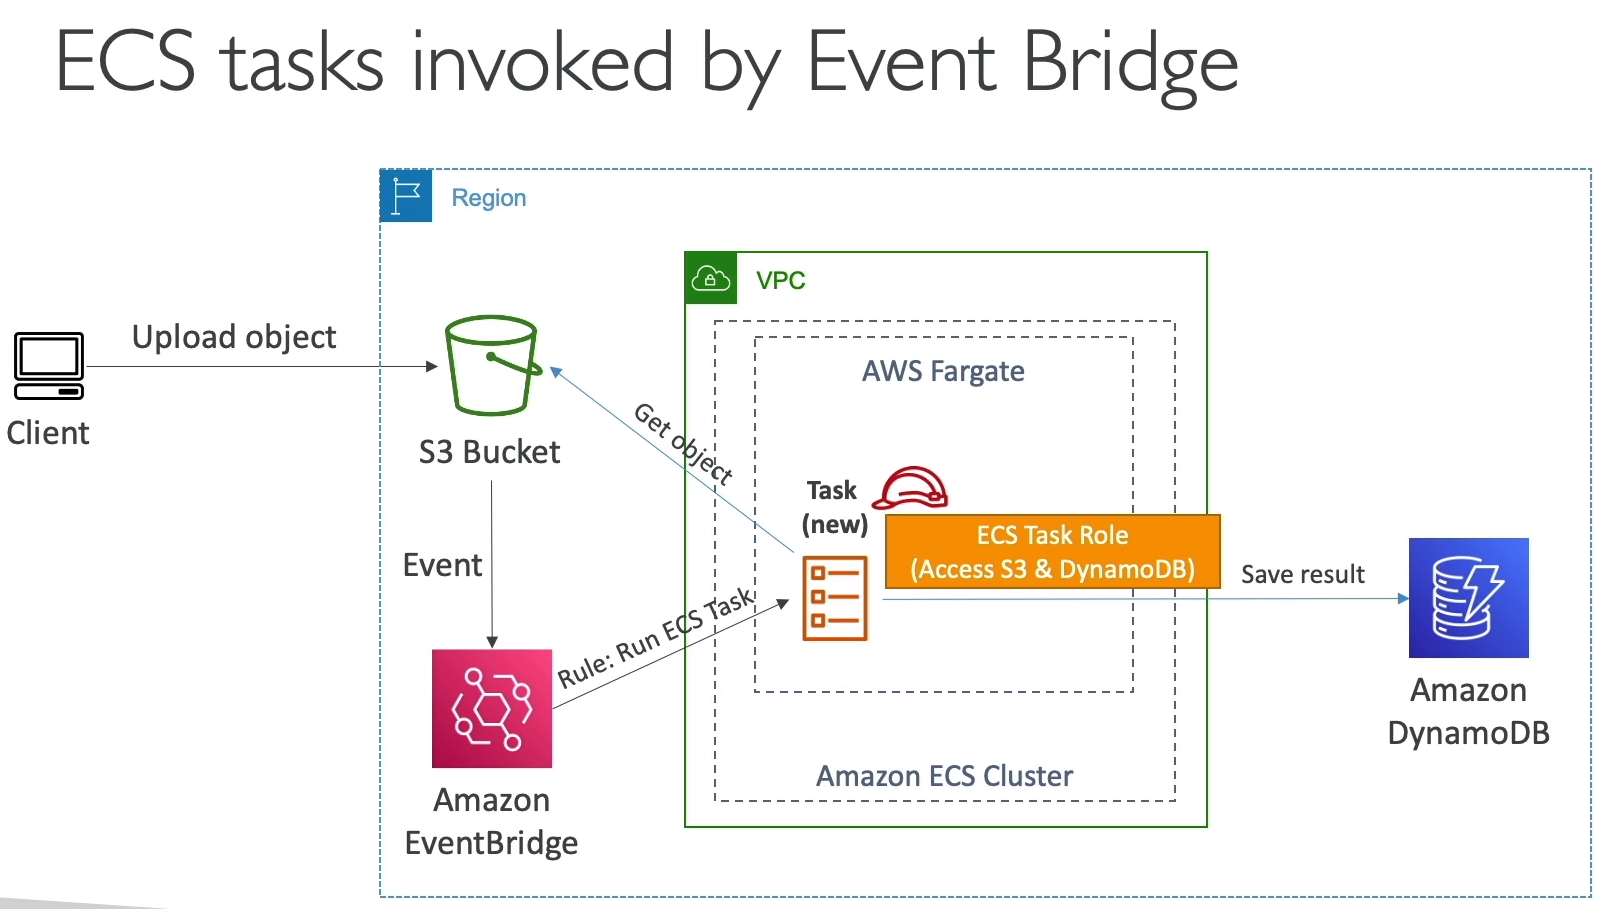 ECS tasks invoked by Event Bridge
Region
VPC
Upload object
AWS Fargate
Client
Get object
S3 Bucket
Task
(new)
ECS Task Role
(Access S3 & DynamoDB)
Event
Save result
Rule: Run ECS Task
Amazon
DynamoDB
Amazon ECS Cluster
Amazon
EventBridge